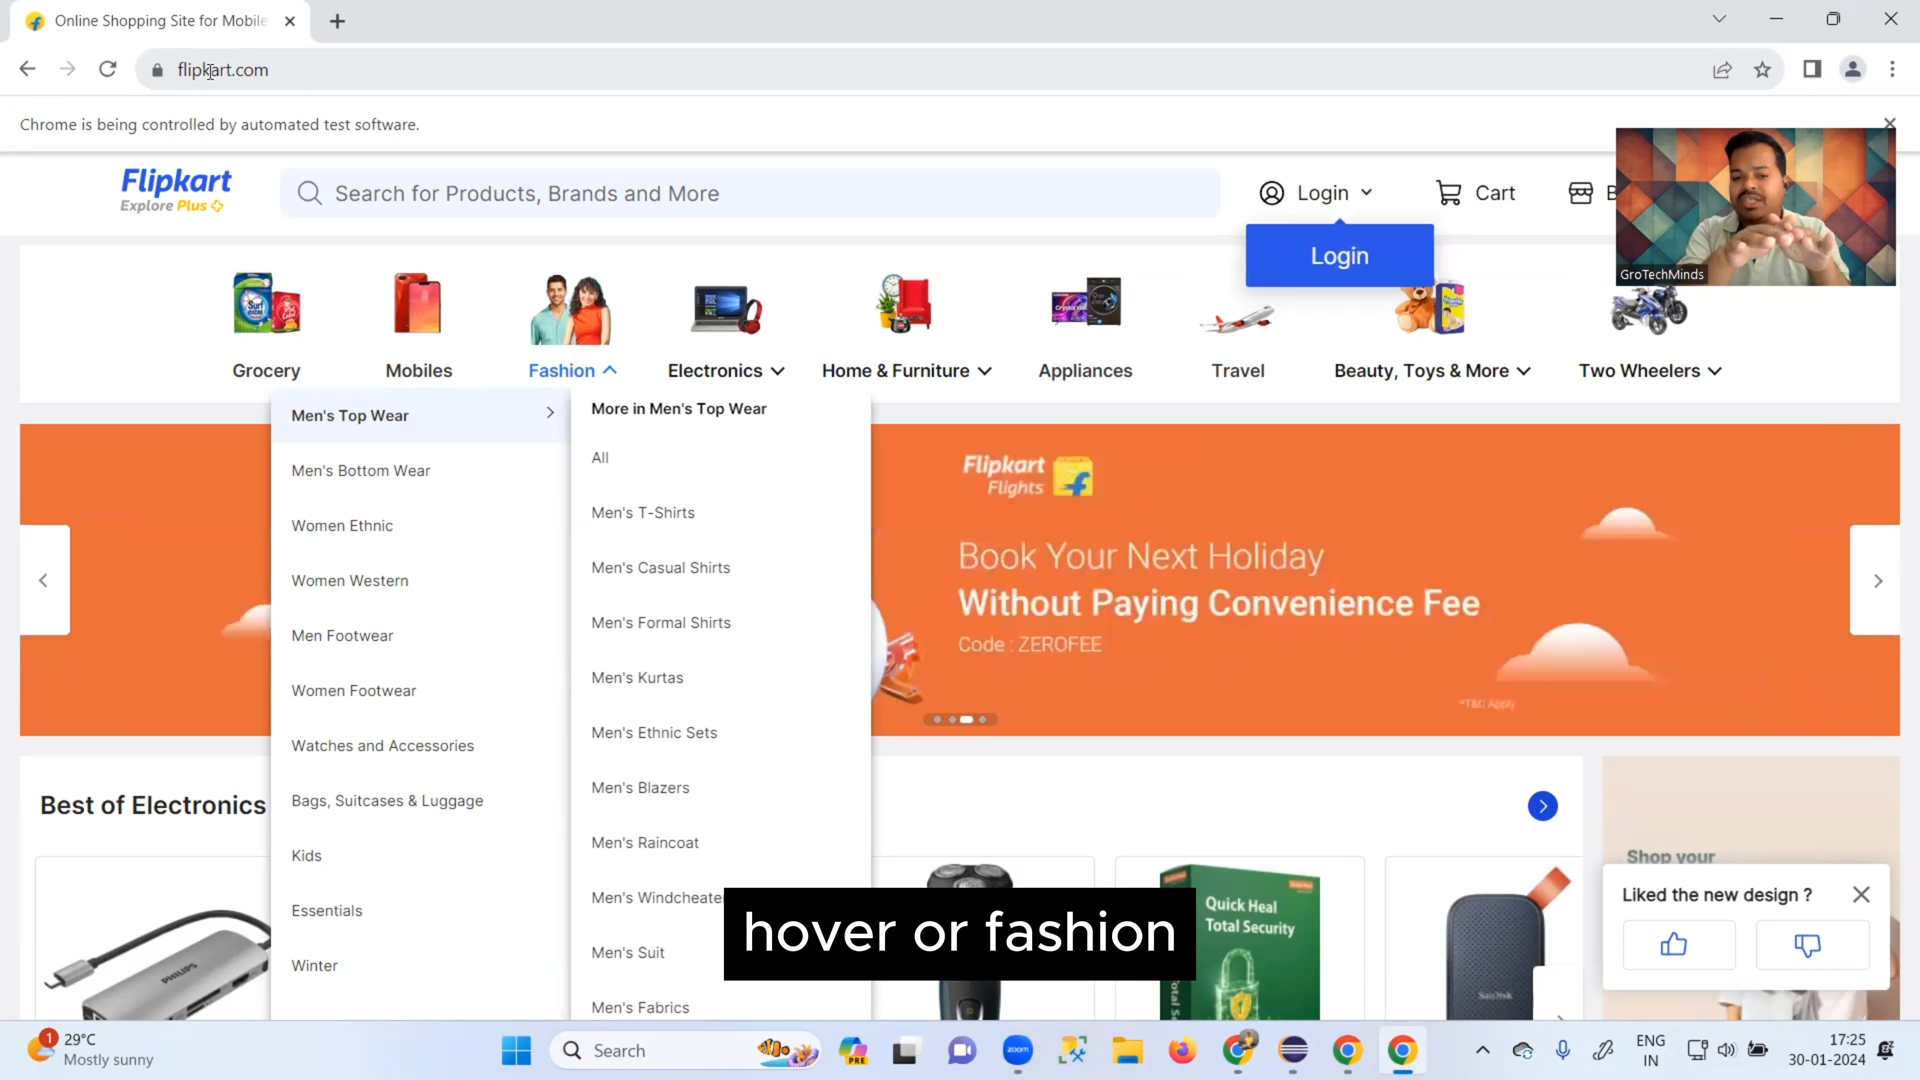 Online Shopping Site for Mobile
flipkart.com
Chrome is being controlled by automated test software.
Flipkart
Explore Plus
Search for Products, Brands and More
Login
Cart
B
Login
GroTechMinds
Grocery
Mobiles
Fashion
Electronics
Home & Furniture
Appliances
Travel
Beauty, Toys & More
Two Wheelers
Men's Top Wear
Men's Bottom Wear
Women Ethnic
Women Western
Men Footwear
Women Footwear
Watches and Accessories
Bags, Suitcases & Luggage
Kids
Essentials
Winter
More in Men's Top Wear
All
Men's T-Shirts
Men's Casual Shirts
Men's Formal Shirts
Men's Kurtas
Men's Ethnic Sets
Men's Blazers
Men's Raincoat
Men's Windcheate
Men's Suit
Men's Fabrics
Flipkart
Flights
Book Your Next Holiday
Without Paying Convenience Fee
Code : ZEROFEE
*T&C Apply
Best of Electronics
PHILIPS
Quick Heal
Total Security
SanDisk
Shop your
Liked the new design ?
hover or fashion
1
29°C
Mostly sunny
Search
PRE
zoom
ENG
IN
17:25
30-01-2024